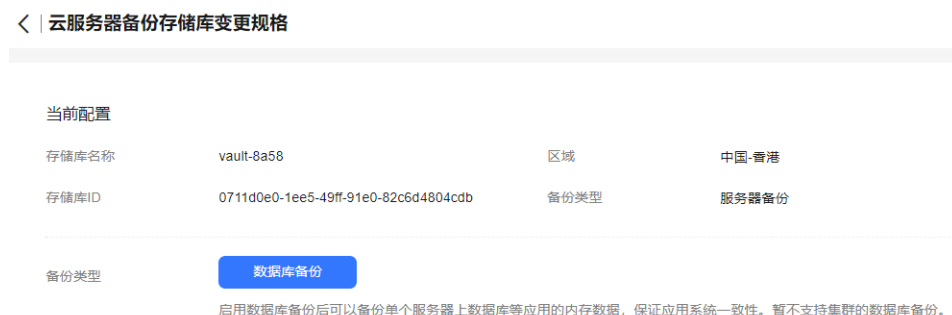 云服务器备份存储库变更规格
当前配置
存储库名称 vault-8a58 区域 中国-香港
存储库ID 0711d0e0-1ee5-49ff-91e0-82c6d4804cdb 备份类型 服务器备份
备份类型 数据库备份
启用数据库备份后可以备份单个服务器上数据库等应用的内存数据，保证应用系统一致性。暂不支持集群的数据库备份。